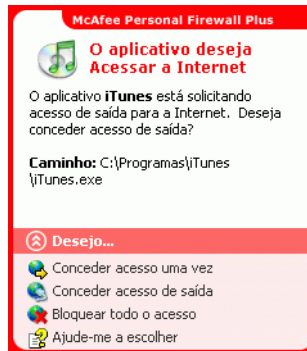 McAfee Personal Firewall Plus
O aplicativo deseja
Acessar a Internet
O aplicativo iTunes está solicitando
acesso de saída para a Internet. Deseja
conceder acesso de saída?
Caminho: C:\Programas\iTunes
\iTunes.exe
Desejo...
Conceder acesso uma vez
Conceder acesso de saída
Bloquear todo o acesso
Ajude-me a escolher